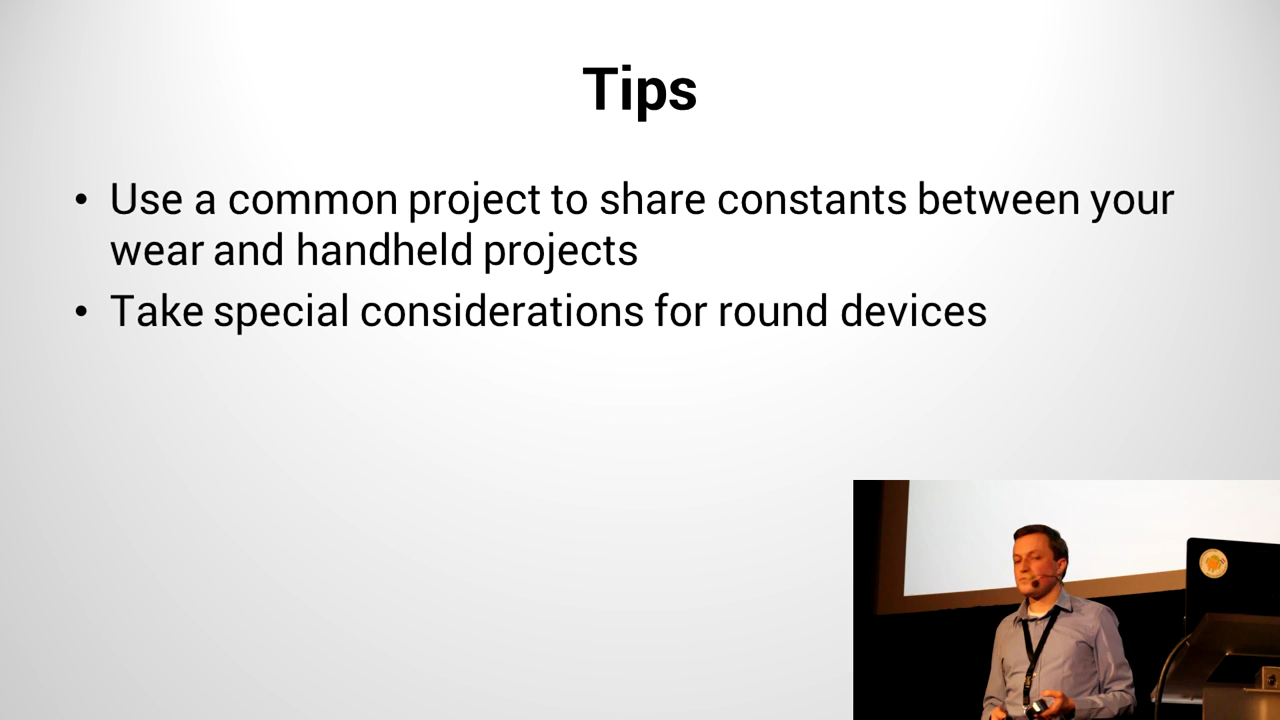 Tips
• Use a common project to share constants between your
wear and handheld projects
• Take special considerations for round devices